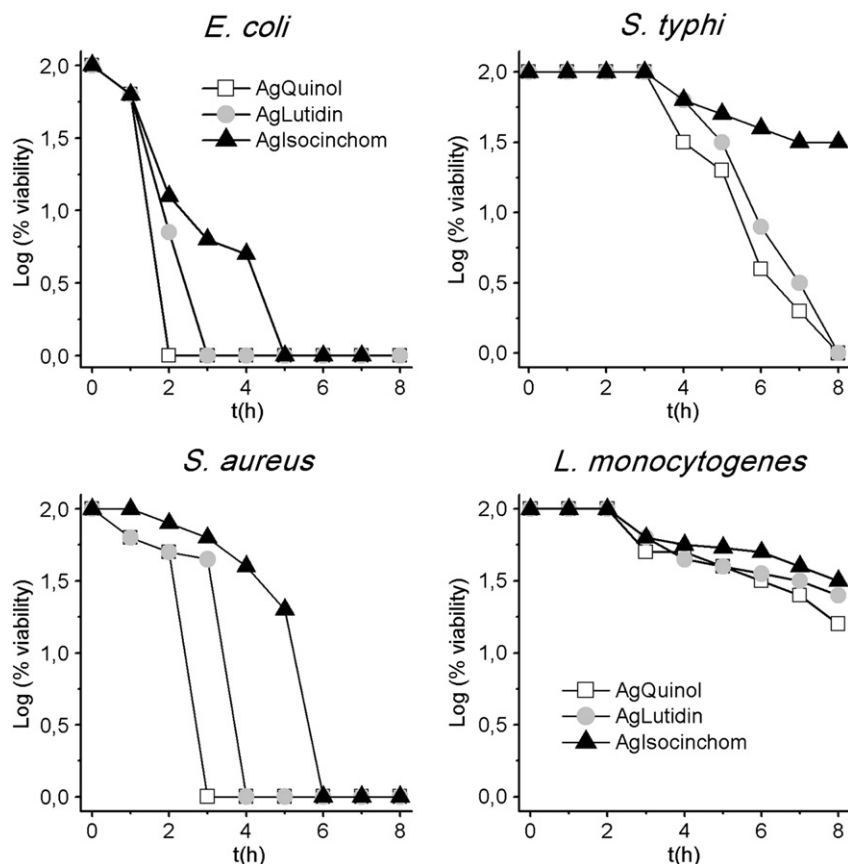 E. coli
2,0
1,5
1,0
0,5
0,0
Log (% viability)
AgQuinol
AgLutidin
AgIsocinchom
0 2 4 6 8
t(h)
S. typhi
2,0
1,5
1,0
0,5
0,0
Log (% viability)
0 2 4 6 8
t(h)
S. aureus
2,0
1,5
1,0
0,5
0,0
Log (% viability)
0 2 4 6 8
t(h)
L. monocytogenes
2,0
1,5
1,0
0,5
0,0
Log (% viability)
AgQuinol
AgLutidin
AgIsocinchom
0 2 4 6 8
t(h)